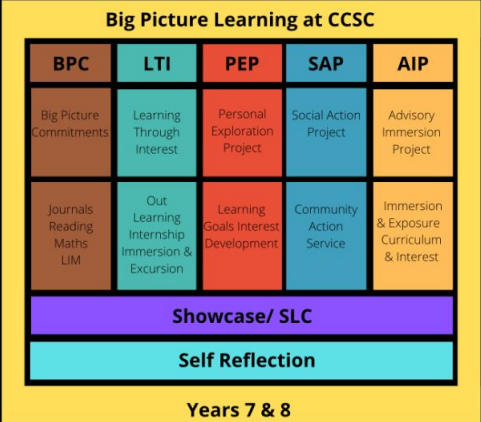 Big Picture Learning at CCSC
BPC LTI PEP SAP AIP
Big Picture
Commitments
Learning
Through
Interest
Personal
Exploration
Project
Social Action
Project
Advisory
Immersion
Project
Journals
Reading
Maths
LIM
Out
Learning
Internship
Immersion &
Excursion
Learning
Goals Interest
Development
Community
Action
Service
Immersion
& Exposure
Curriculum
& Interest
Showcase/ SLC
Self Reflection
Years 7 & 8